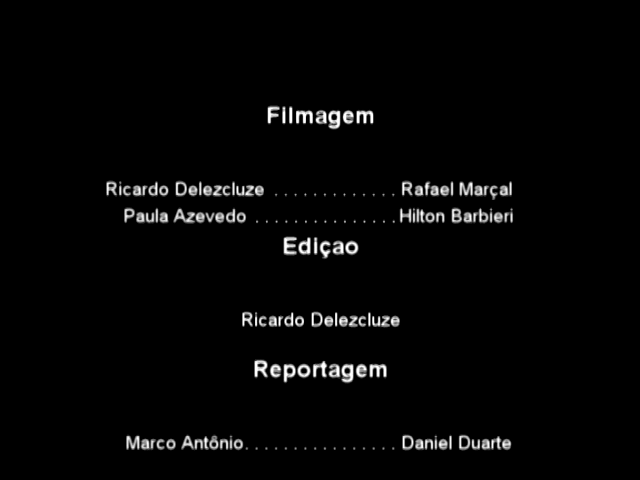 Filmagem
Ricardo Delezcluze ............. Rafael Marçal
Paula Azevedo ............... Hilton Barbieri
Ediçao
Ricardo Delezcluze
Reportagem
Marco Antônio................ Daniel Duarte